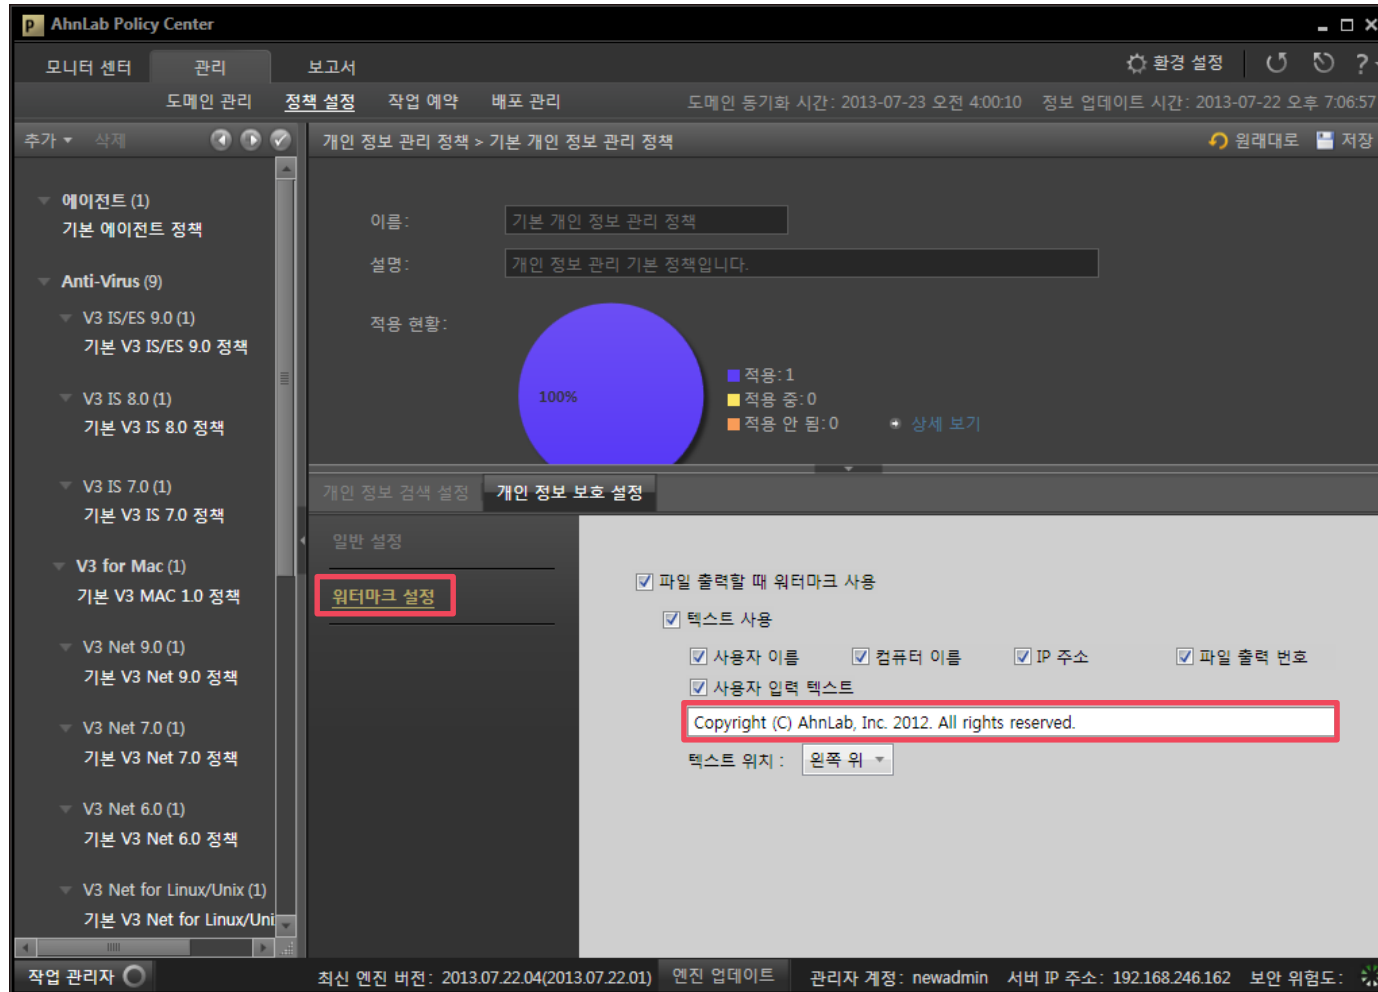 AhnLab Policy Center
모니터 센터 관리 보고서 환경 설정 ?
도메인 관리 정책 설정 작업 예약 배포 관리 도메인 동기화 시간: 2013-07-23 오전 4:00:10 정보 업데이트 시간: 2013-07-22 오후 7:06:57
추가 삭제
개인 정보 관리 정책 > 기본 개인 정보 관리 정책 원래대로 저장
에이전트 (1)
기본 에이전트 정책
Anti-Virus (9)
V3 IS/ES 9.0 (1)
기본 V3 IS/ES 9.0 정책
V3 IS 8.0 (1)
기본 V3 IS 8.0 정책
V3 IS 7.0 (1)
기본 V3 IS 7.0 정책
V3 for Mac (1)
기본 V3 MAC 1.0 정책
V3 Net 9.0 (1)
기본 V3 Net 9.0 정책
V3 Net 7.0 (1)
기본 V3 Net 7.0 정책
V3 Net 6.0 (1)
기본 V3 Net 6.0 정책
V3 Net for Linux/Unix (1)
기본 V3 Net for Linux/Uni
이름: 기본 개인 정보 관리 정책
설명: 개인 정보 관리 기본 정책입니다.
적용 현황:
100%
적용: 1
적용 중: 0
적용 안 됨: 0 상세 보기
개인 정보 검색 설정 개인 정보 보호 설정
일반 설정
워터마크 설정
파일 출력할 때 워터마크 사용
텍스트 사용
사용자 이름 컴퓨터 이름 IP 주소 파일 출력 번호
사용자 입력 텍스트
Copyright (C) AhnLab, Inc. 2012. All rights reserved.
텍스트 위치 : 왼쪽 위
작업 관리자 최신 엔진 버전: 2013.07.22.04(2013.07.22.01) 엔진 업데이트 관리자 계정: newadmin 서버 IP 주소: 192.168.246.162 보안 위험도: